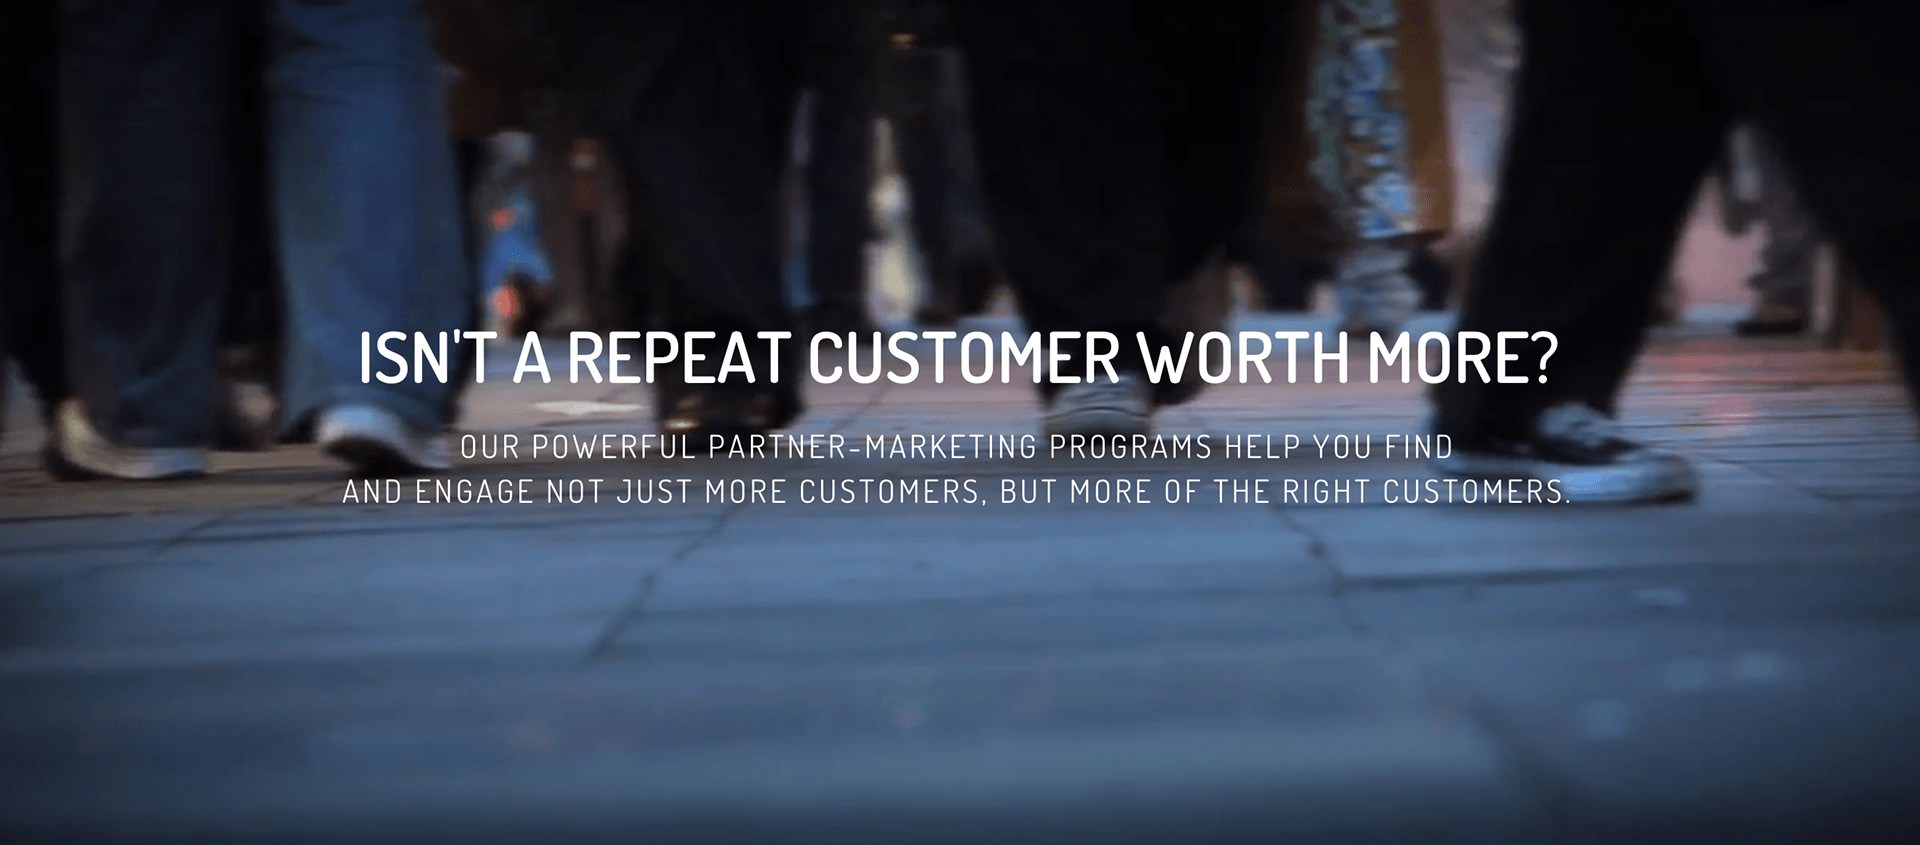 ISN'T A REPEAT CUSTOMER WORTH MORE?
OUR POWERFUL PARTNER-MARKETING PROGRAMS HELP YOU FIND
AND ENGAGE NOT JUST MORE CUSTOMERS, BUT MORE OF THE RIGHT CUSTOMERS.